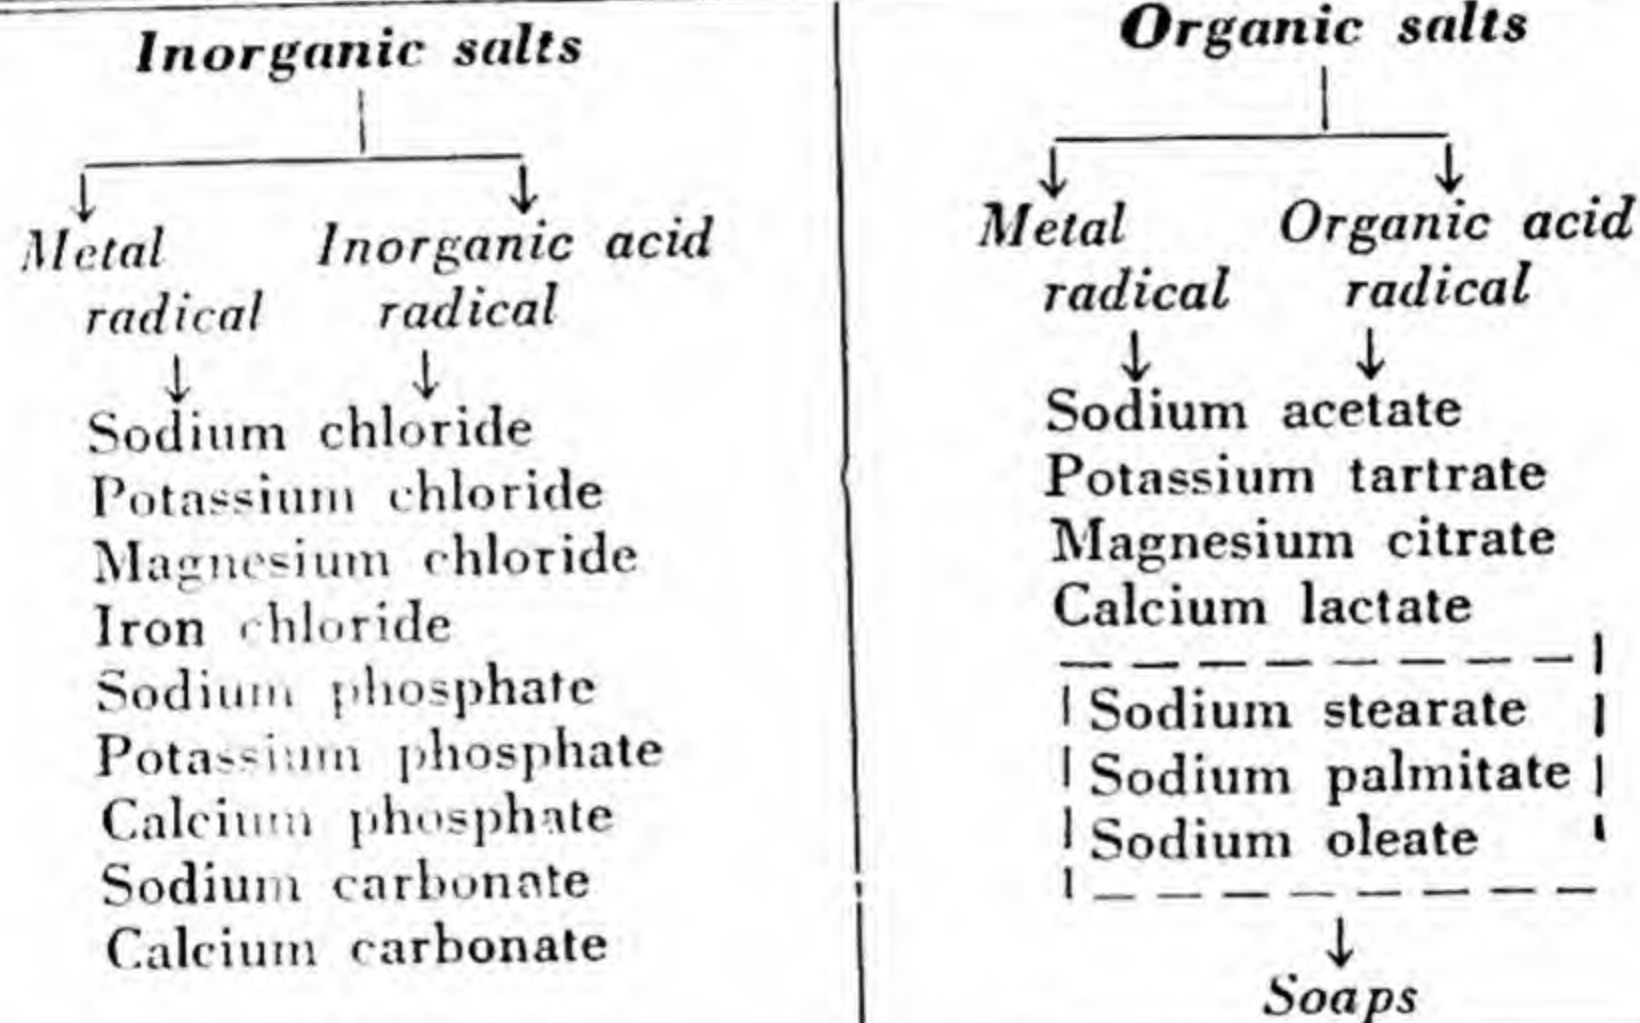 Inorganic salts
Metal radical
Inorganic acid radical
Sodium chloride
Potassium chloride
Magnesium chloride
Iron chloride
Sodium phosphate
Potassium phosphate
Calcium phosphate
Sodium carbonate
Calcium carbonate
Organic salts
Metal radical
Organic acid radical
Sodium acetate
Potassium tartrate
Magnesium citrate
Calcium lactate
Sodium stearate
Sodium palmitate
Sodium oleate
Soaps